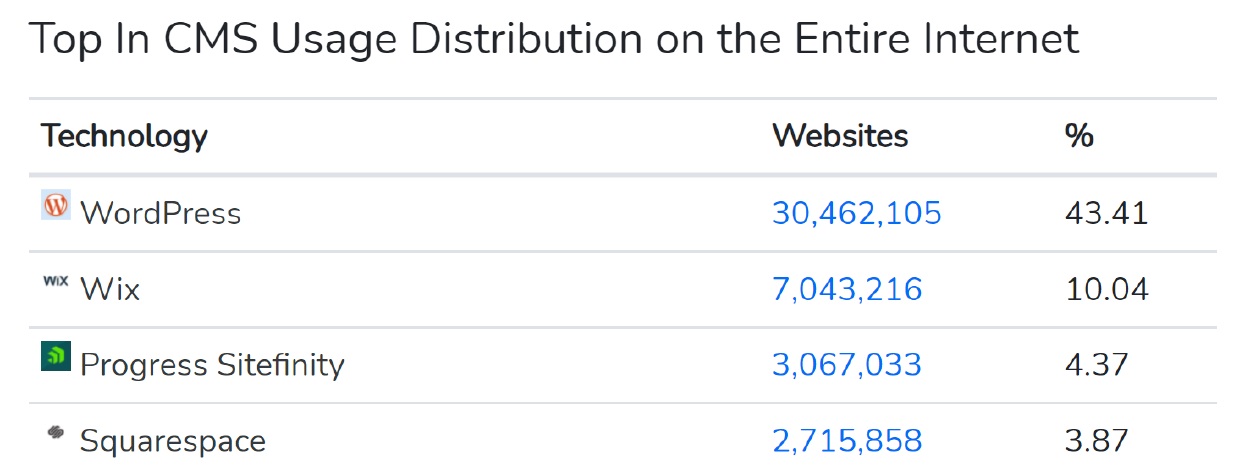 Top In CMS Usage Distribution on the Entire Internet
Technology Websites %
WordPress 30,462,105 43.41
WiX Wix 7,043,216 10.04
Progress Sitefinity 3,067,033 4.37
Squarespace 2,715,858 3.87